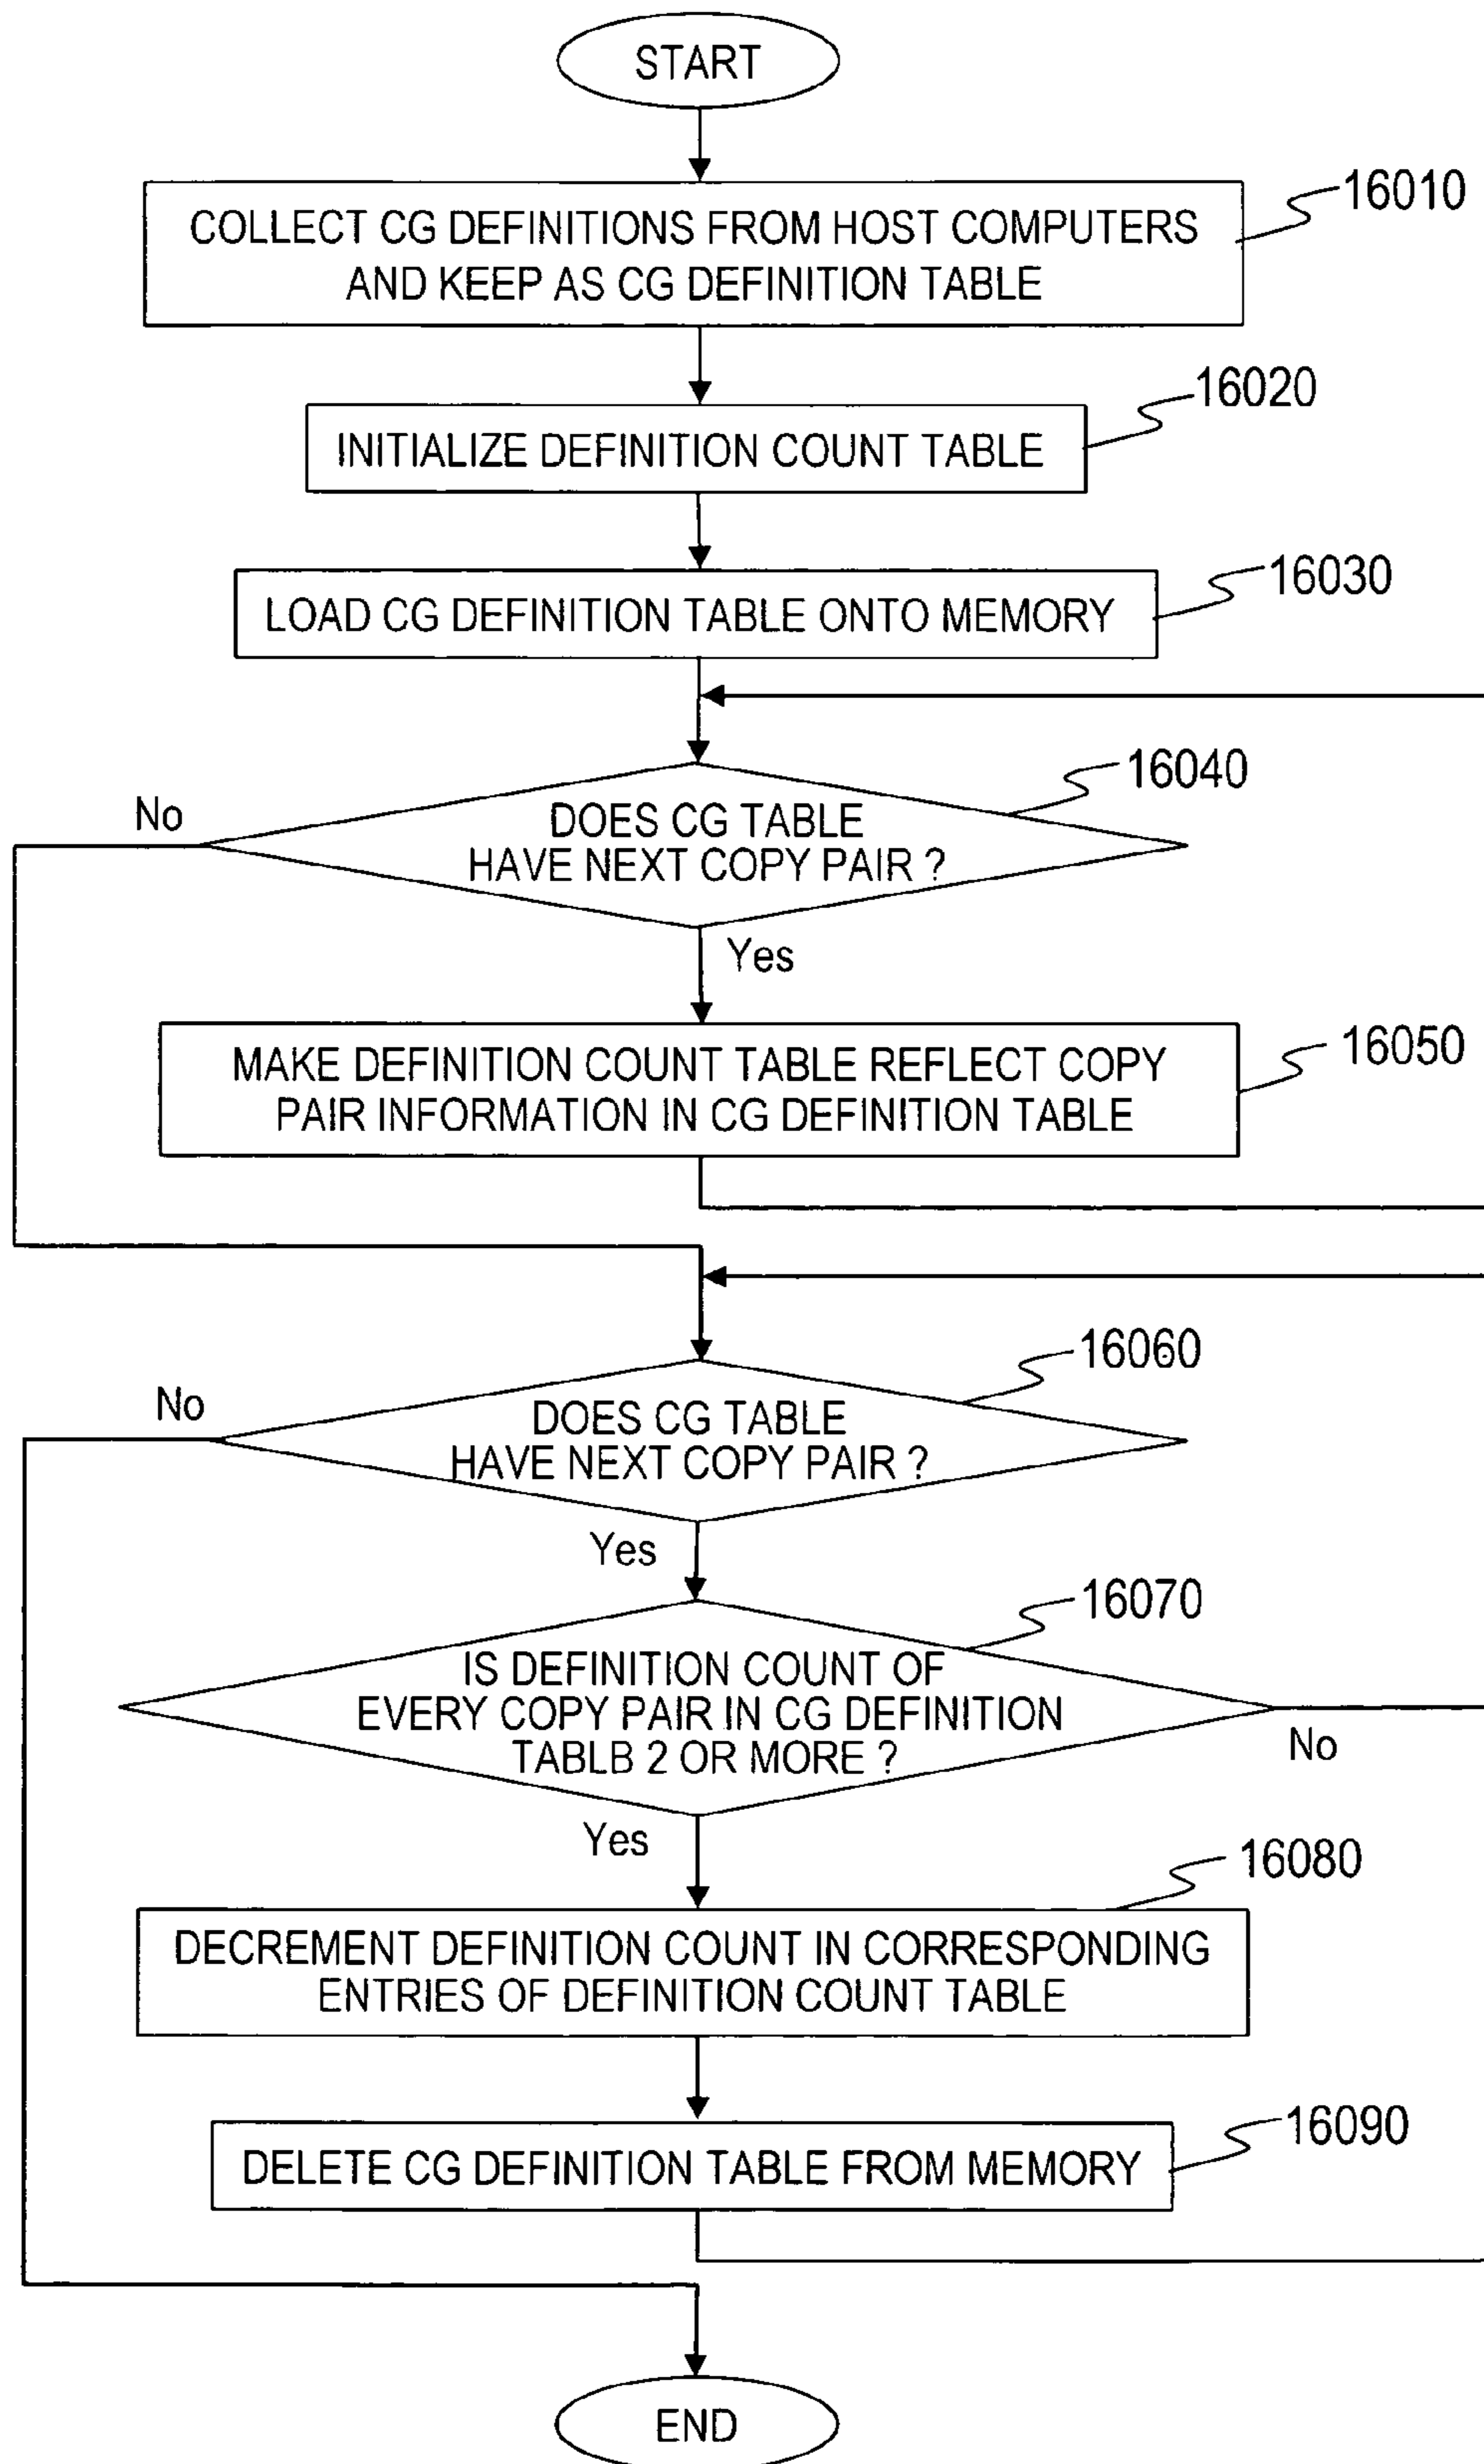 START
16010
COLLECT CG DEFINITIONS FROM HOST COMPUTERS
AND KEEP AS CG DEFINITION TABLE
16020
INITIALIZE DEFINITION COUNT TABLE
16030
LOAD CG DEFINITION TABLE ONTO MEMORY
16040
No
DOES CG TABLE
HAVE NEXT COPY PAIR ?
Yes
16050
MAKE DEFINITION COUNT TABLE REFLECT COPY
PAIR INFORMATION IN CG DEFINITION TABLE
16060
No
DOES CG TABLE
HAVE NEXT COPY PAIR ?
Yes
16070
IS DEFINITION COUNT OF
EVERY COPY PAIR IN CG DEFINITION
TABLB 2 OR MORE ?
No
Yes
16080
DECREMENT DEFINITION COUNT IN CORRESPONDING
ENTRIES OF DEFINITION COUNT TABLE
16090
DELETE CG DEFINITION TABLE FROM MEMORY
END